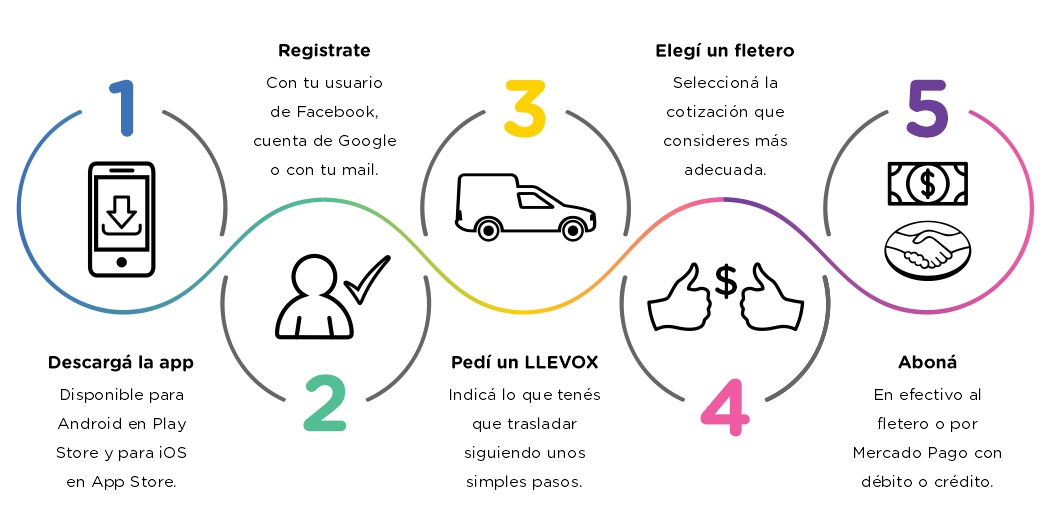 1
Descargá la app
Disponible para
Android en Play
Store y para iOS
en App Store.
Registrate
Con tu usuario
de Facebook,
cuenta de Google
o con tu mail.
2
3
Pedí un LLEVOX
Indicá lo que tenés
que trasladar
siguiendo unos
simples pasos.
Elegí un fletero
Seleccioná la
cotización que
consideres más
adecuada.
$
4
5
$
Aboná
En efectivo al
fletero o por
Mercado Pago con
débito o crédito.